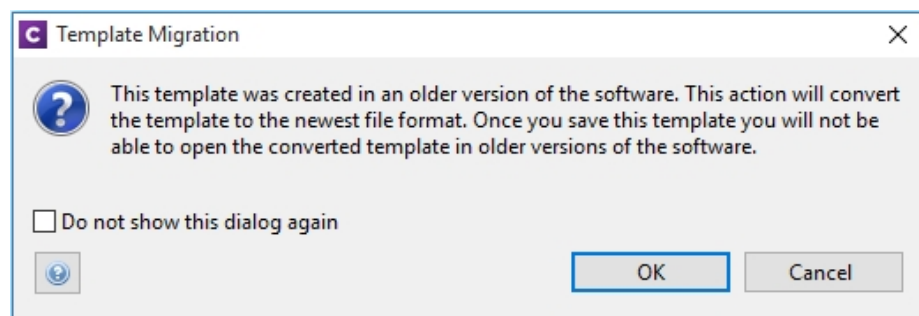 C Template Migration
This template was created in an older version of the software. This action will convert
the template to the newest file format. Once you save this template you will not be
able to open the converted template in older versions of the software.
Do not show this dialog again
OK Cancel